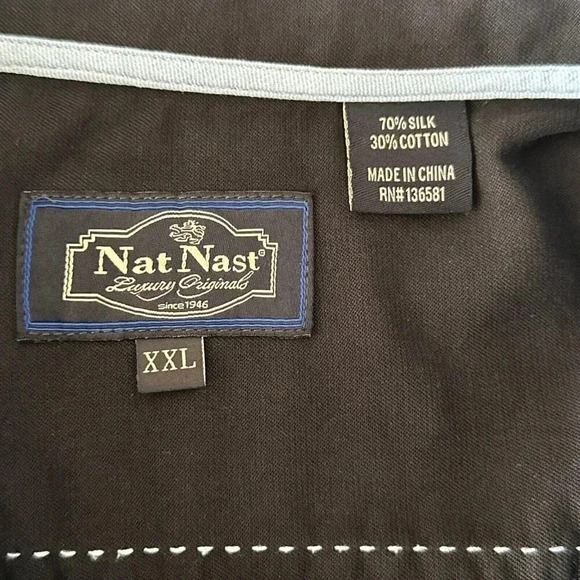 70% SILK
30% COTTON
MADE IN CHINA
RN#136581
Nat Nast®
Luxury Originals
since 1946
XXL